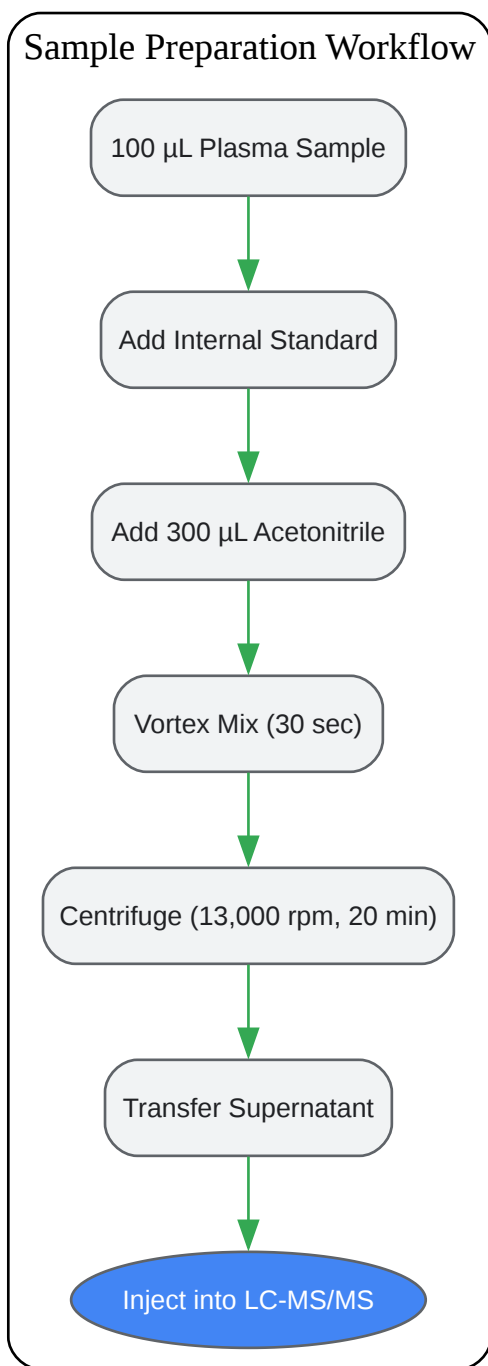 Sample Preparation Workflow
100 µL Plasma Sample
Add Internal Standard
Add 300 µL Acetonitrile
Vortex Mix (30 sec)
Centrifuge (13,000 rpm, 20 min)
Transfer Supernatant
Inject into LC-MS/MS